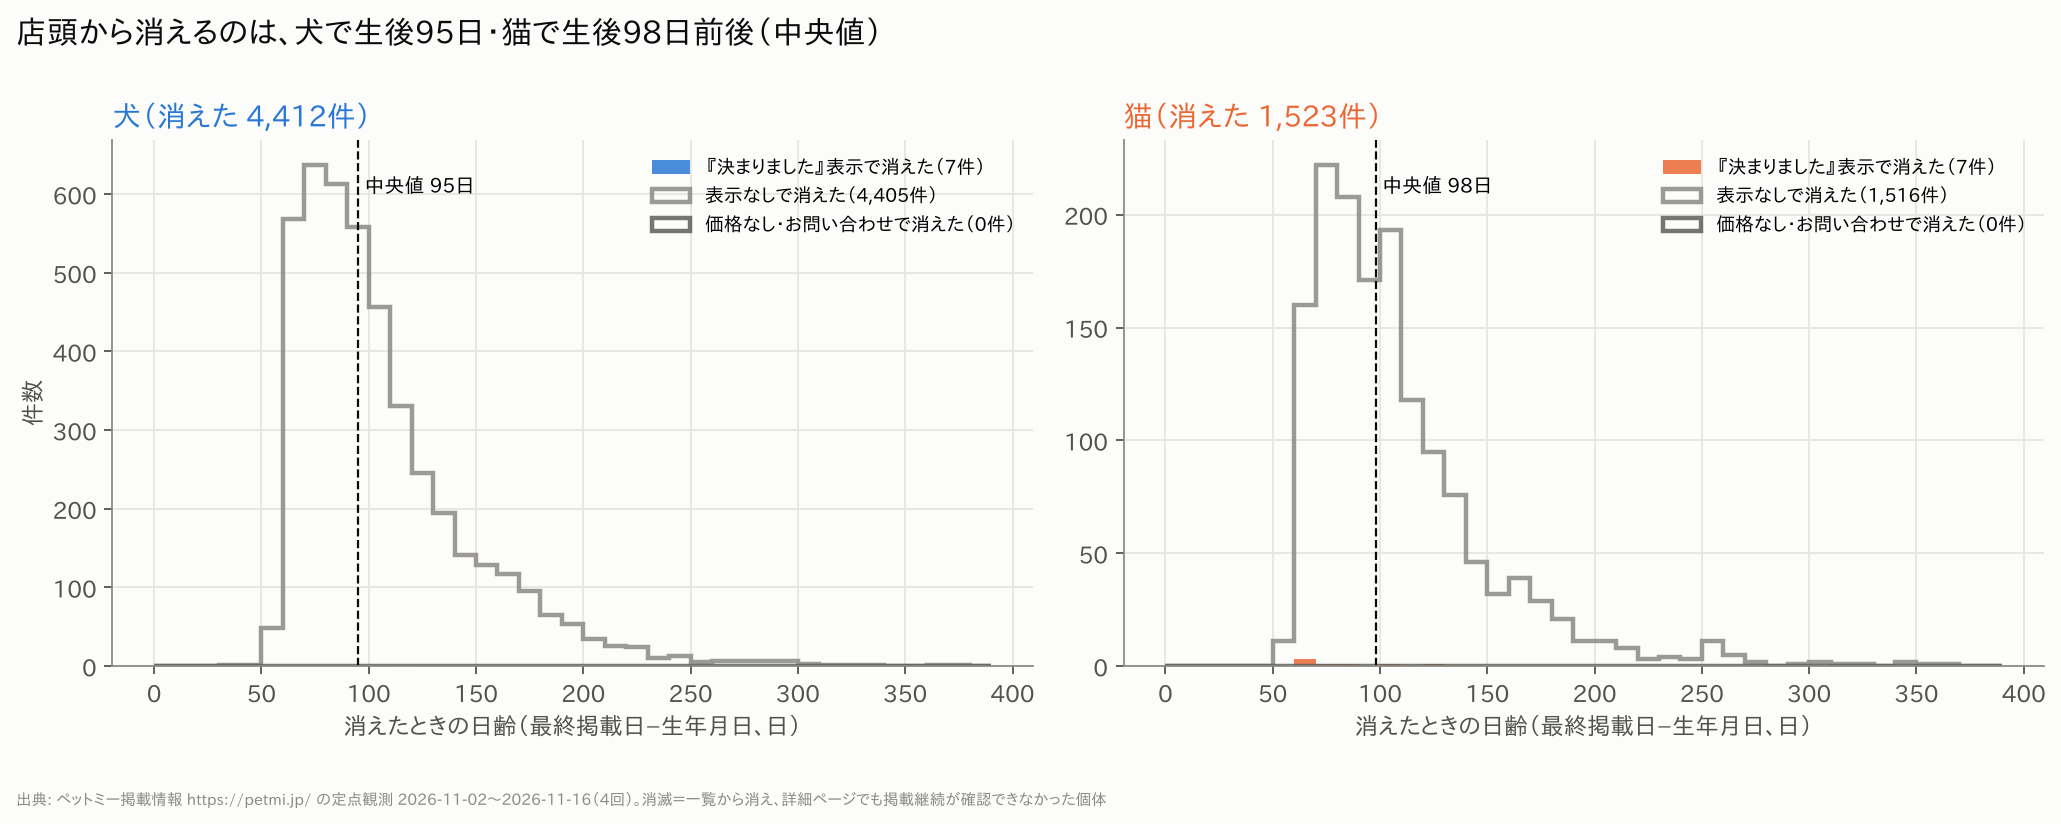 店頭から消えるのは、犬で生後95日・猫で生後98日前後（中央値）
犬（消えた 4,412件）
『決まりました』表示で消えた（7件）
表示なしで消えた（4,405件）
価格なし・お問い合わせで消えた（0件）
中央値 95日
件数
600
500
400
300
200
100
0
0 50 100 150 200 250 300 350 400
消えたときの日齢（最終掲載日−生年月日、日）
猫（消えた 1,523件）
『決まりました』表示で消えた（7件）
表示なしで消えた（1,516件）
価格なし・お問い合わせで消えた（0件）
中央値 98日
200
150
100
50
0
0 50 100 150 200 250 300 350 400
消えたときの日齢（最終掲載日−生年月日、日）
出典: ペットミー掲載情報 https://petmi.jp/ の定点観測 2026-11-02〜2026-11-16（4回）。消滅＝一覧から消え、詳細ページでも掲載継続が確認できなかった個体